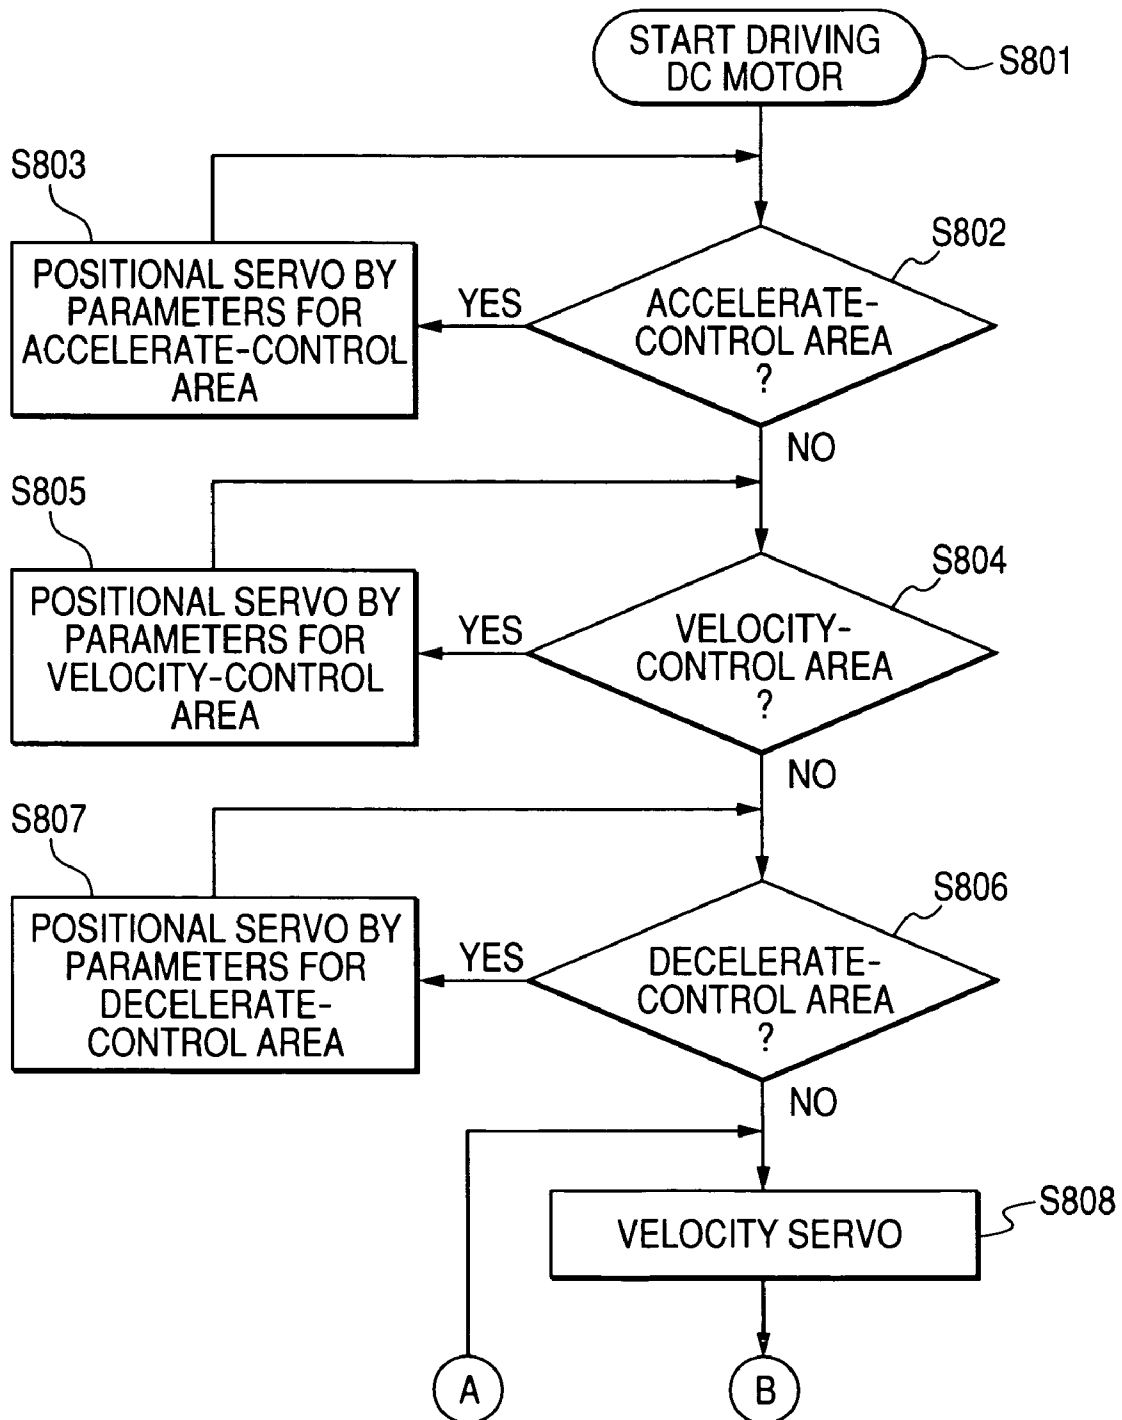 START DRIVING
DC MOTOR
S801
S803
S802
POSITIONAL SERVO BY
PARAMETERS FOR
ACCELERATE-CONTROL
AREA
YES
ACCELERATE-
CONTROL AREA
?
NO
S805
S804
POSITIONAL SERVO BY
PARAMETERS FOR
VELOCITY-CONTROL
AREA
YES
VELOCITY-
CONTROL AREA
?
NO
S807
S806
POSITIONAL SERVO BY
PARAMETERS FOR
DECELERATE-
CONTROL AREA
YES
DECELERATE-
CONTROL AREA
?
NO
VELOCITY SERVO
S808
A
B